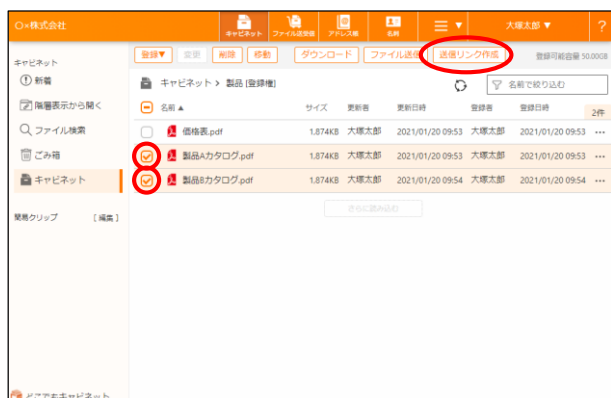 ○×株式会社
キャビネット ファイル送受信 アドレス帳 名刺 ▼ 大塚太郎 ▼ ?
キャビネット
新着
階層表示から開く
ファイル検索
ごみ箱
キャビネット
簡易クリップ [編集]
どこでもキャビネット
登録▼ 変更 削除 移動 ダウンロード ファイル送信 送信リンク作成 登録可能容量 50.00GB
キャビネット > 製品 [登録権] 名前で絞り込む
名前▲ サイズ 更新者 更新日時 登録者 登録日時 2件
価格表.pdf 1.874KB 大塚太郎 2021/01/20 09:53 大塚太郎 2021/01/20 09:53 •••
製品Aカタログ.pdf 1.874KB 大塚太郎 2021/01/20 09:53 大塚太郎 2021/01/20 09:53 •••
製品Bカタログ.pdf 1.874KB 大塚太郎 2021/01/20 09:54 大塚太郎 2021/01/20 09:54 •••
さらに読み込む